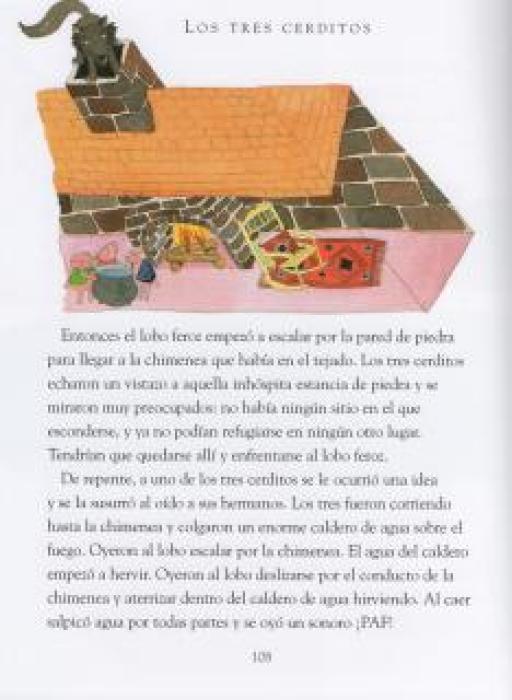 LOS TRES CERDITOS
Entonces el lobo feroz empezó a escalar por la pared de piedra
para llegar a la chimenea que había en el tejado. Los tres cerditos
echaron un vistazo a aquella inhóspita estancia de piedra y se
miraron muy preocupados: no había ningún sitio en el que
esconderse, y ya no podían refugiarse en ningún otro lugar.
Tendrían que quedarse allí y enfrentarse al lobo feroz.
De repente, a uno de los tres cerditos se le ocurrió una idea
y se la susurró al oído a sus hermanos. Los tres fueron corriendo
hasta la chimenea y colgaron un enorme caldero de agua sobre el
fuego. Oyeron al lobo escalar por la chimenea. El agua del caldero
empezó a hervir. Oyeron al lobo deslizarse por el conducto de la
chimenea y aterrizar dentro del caldero de agua hirviendo. Al caer
salpicó agua por todas partes y se oyó un sonoro ¡PAF!
108